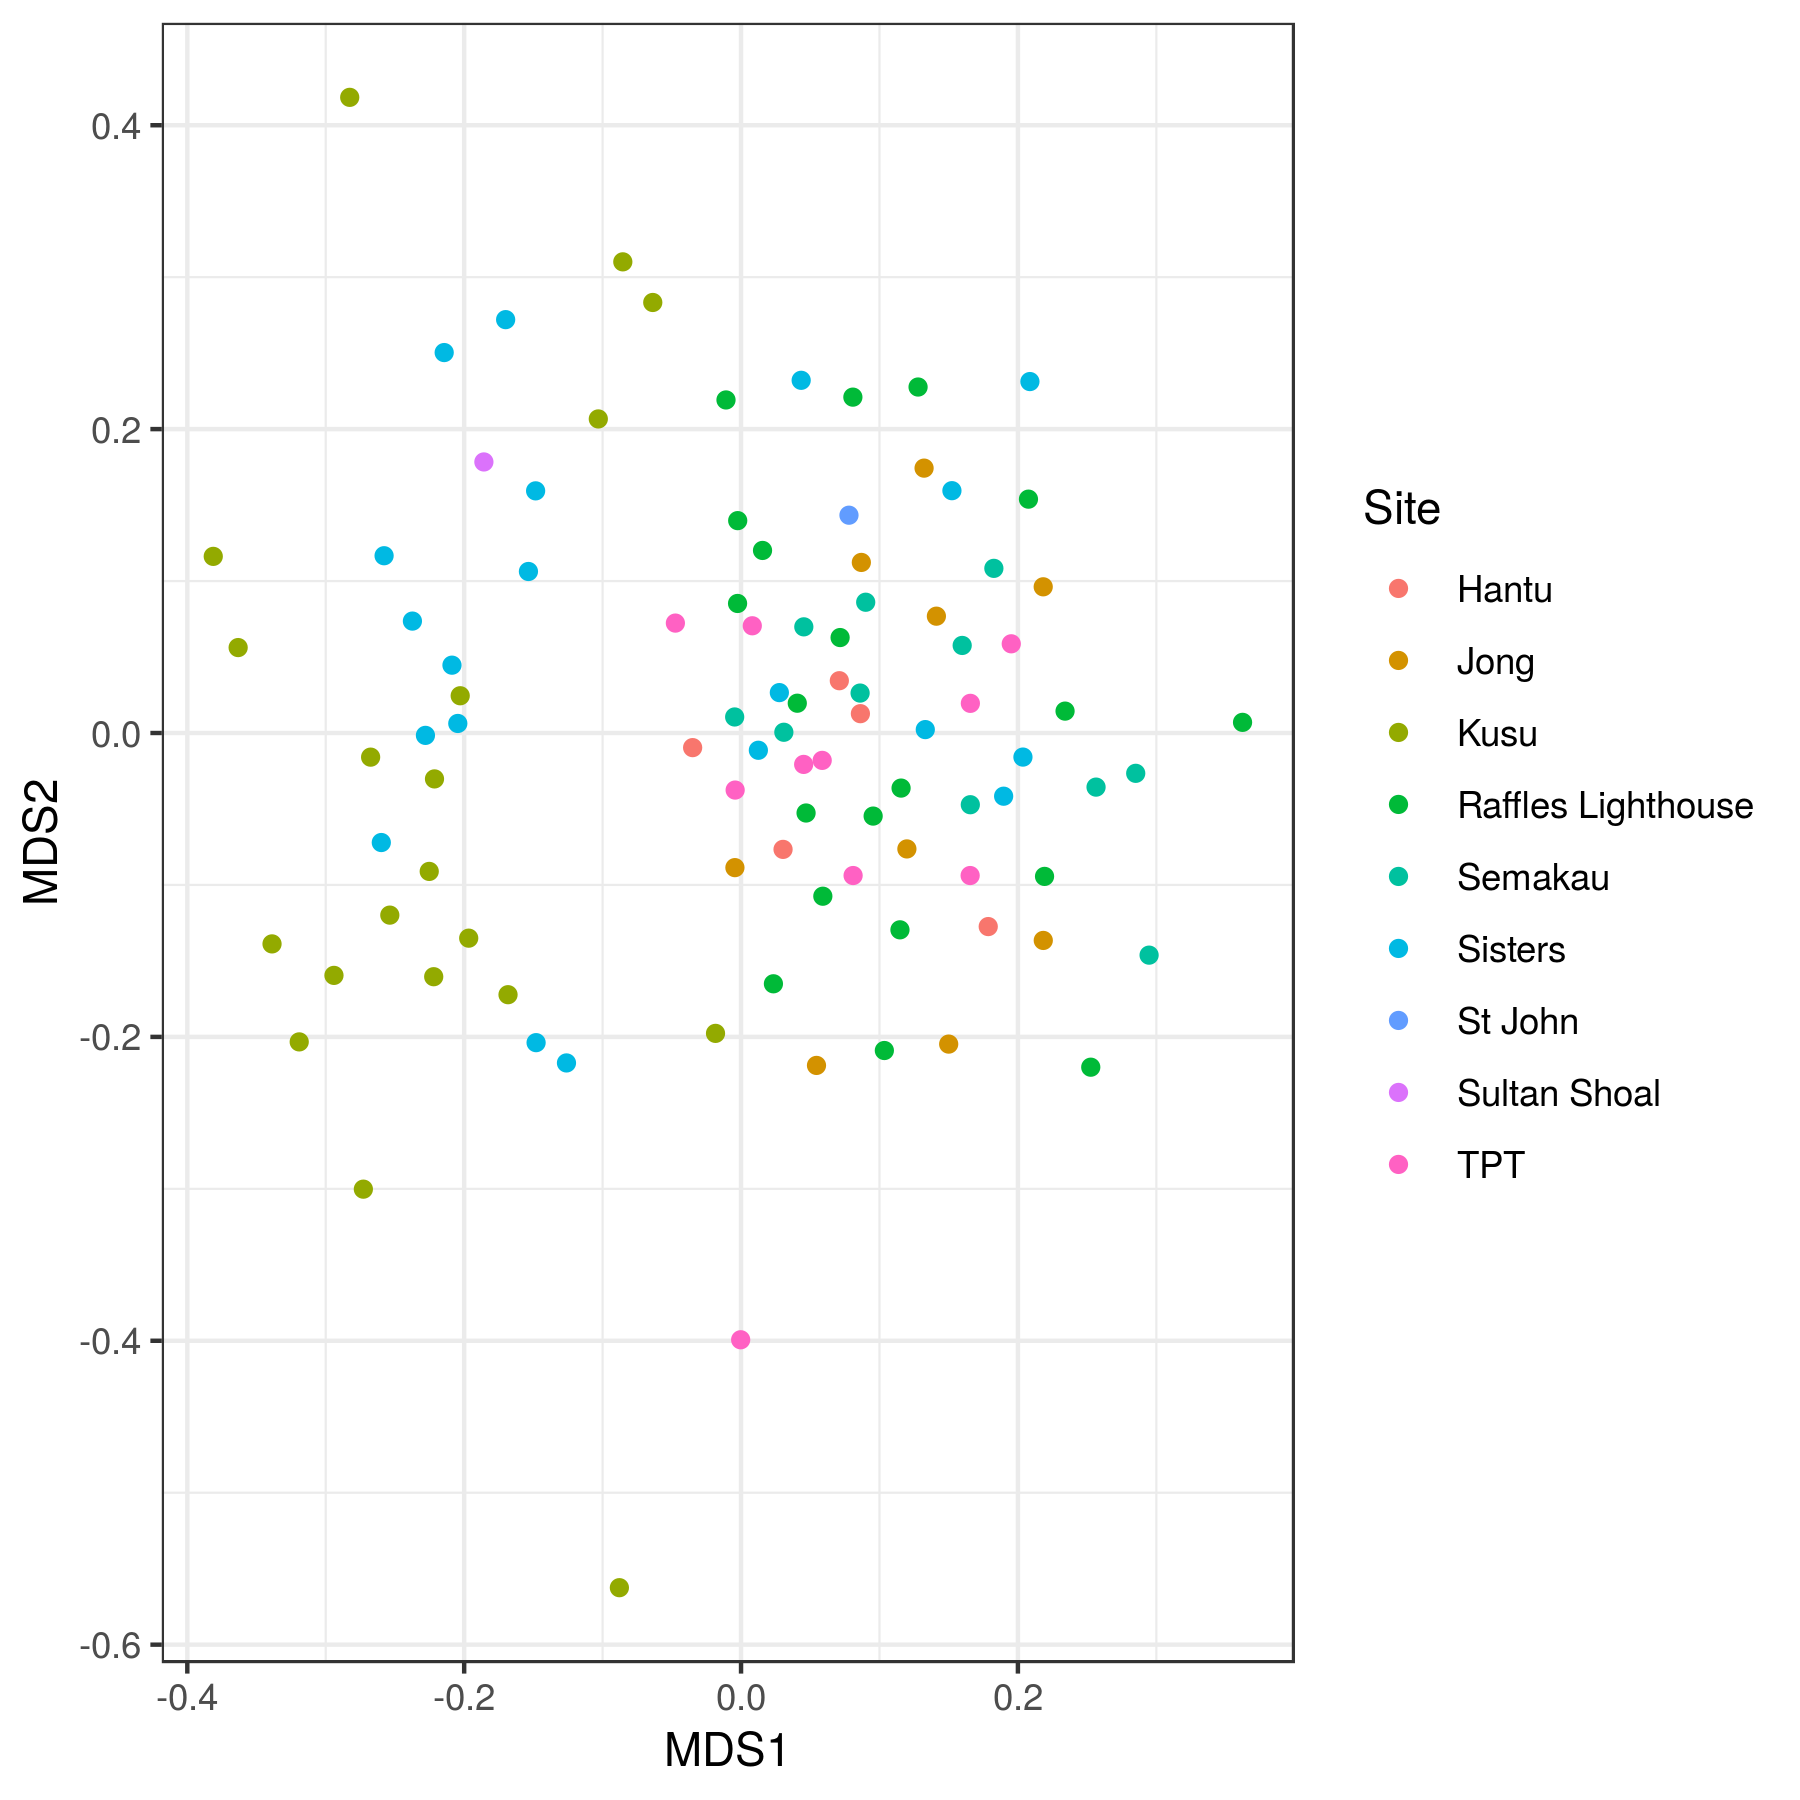 0.4
0.2
0.0
-0.2
-0.4
-0.6
MDS2
-0.4
-0.2
0.0
0.2
MDS1
Site
Hantu
Jong
Kusu
Raffles Lighthouse
Semakau
Sisters
St John
Sultan Shoal
TPT